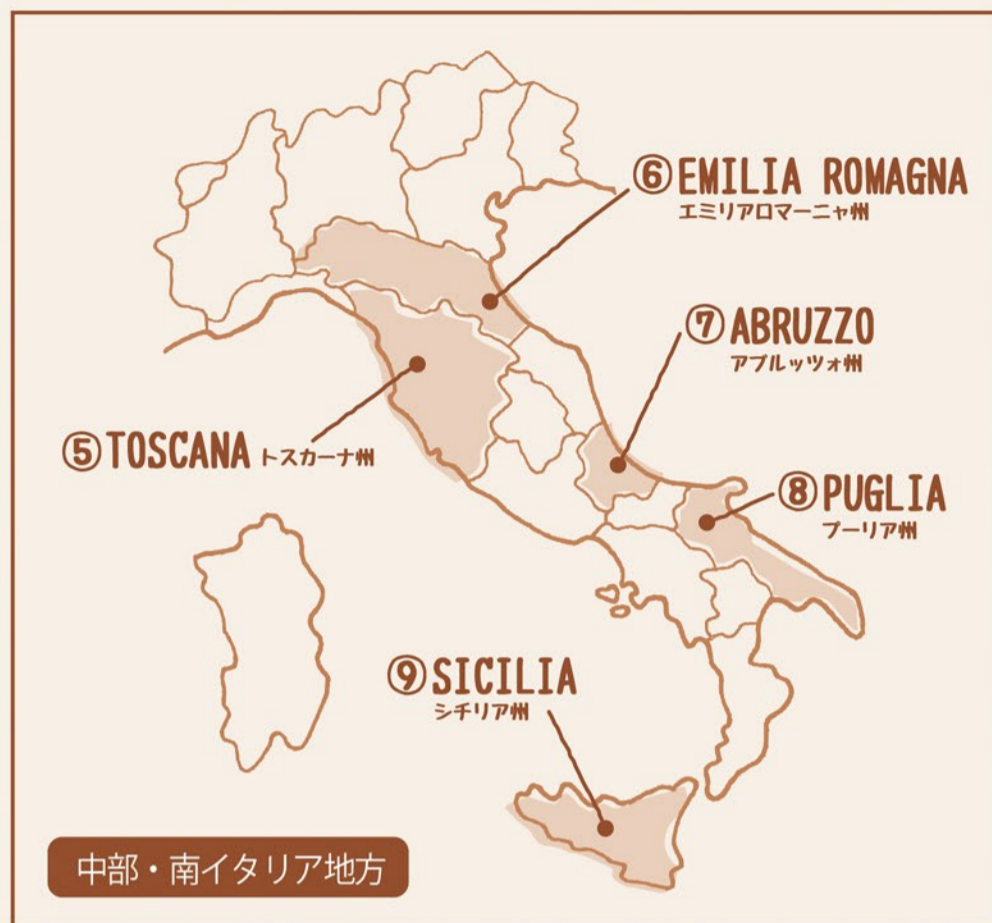 ⑥EMILIA ROMAGNA
エミリアロマーニャ州
⑦ABRUZZO
アブルッツォ州
⑤TOSCANA トスカーナ州
⑧PUGLIA
プーリア州
⑨SICILIA
シチリア州
中部・南イタリア地方